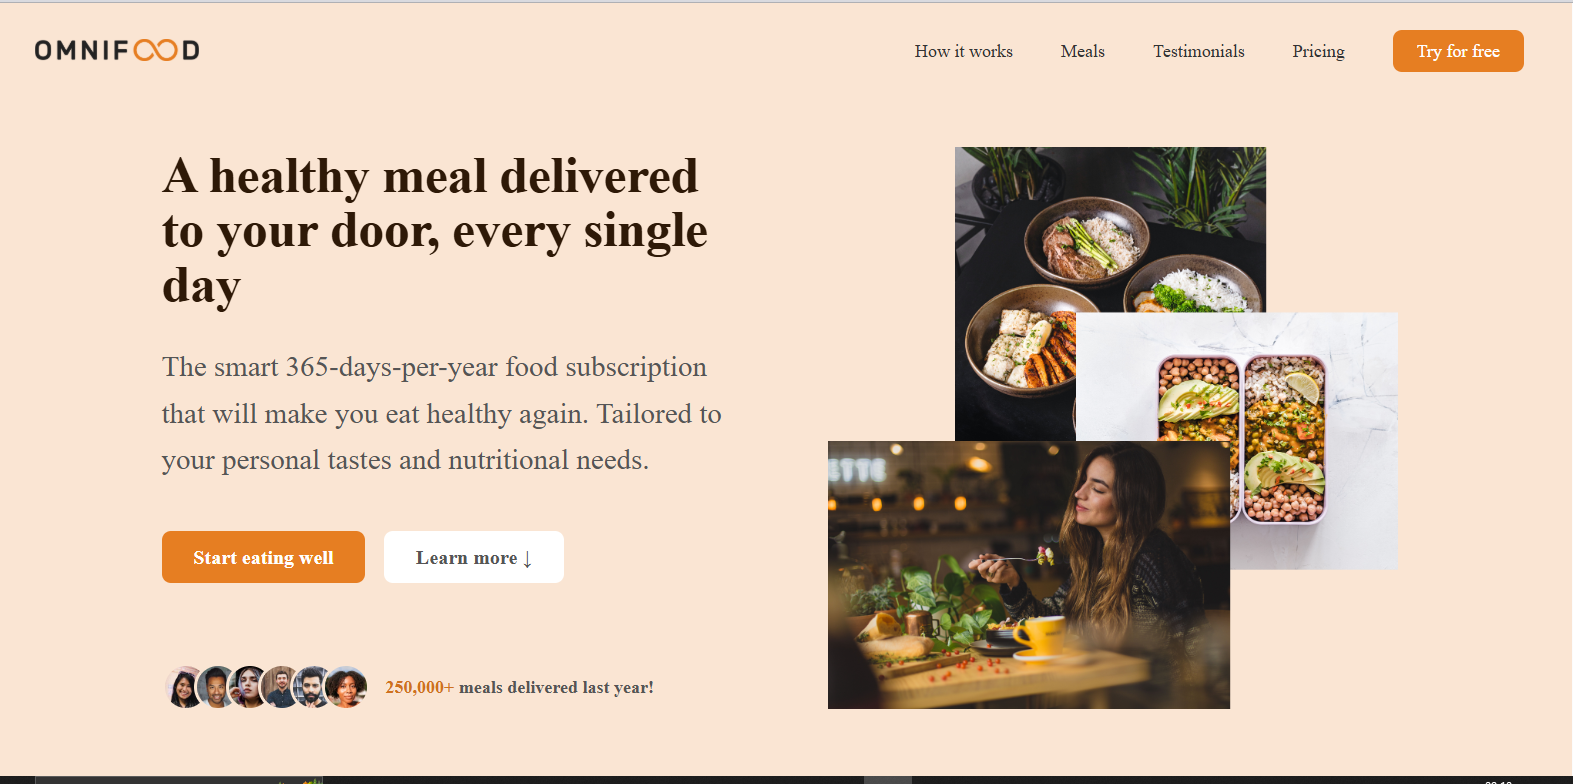 OMNIFOOD
How it works Meals Testimonials Pricing Try for free
A healthy meal delivered
to your door, every single
day
The smart 365-days-per-year food subscription
that will make you eat healthy again. Tailored to
your personal tastes and nutritional needs.
Start eating well Learn more ↓
250,000+ meals delivered last year!